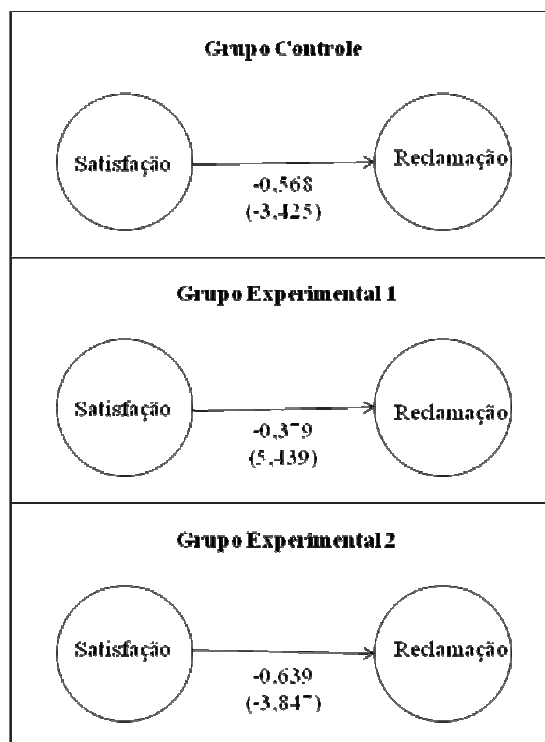 Grupo Controle
Satisfação
Reclamação
-0,568
(-3,425)
Grupo Experimental 1
Satisfação
Reclamação
-0,379
(5,439)
Grupo Experimental 2
Satisfação
Reclamação
-0,639
(-3,847)